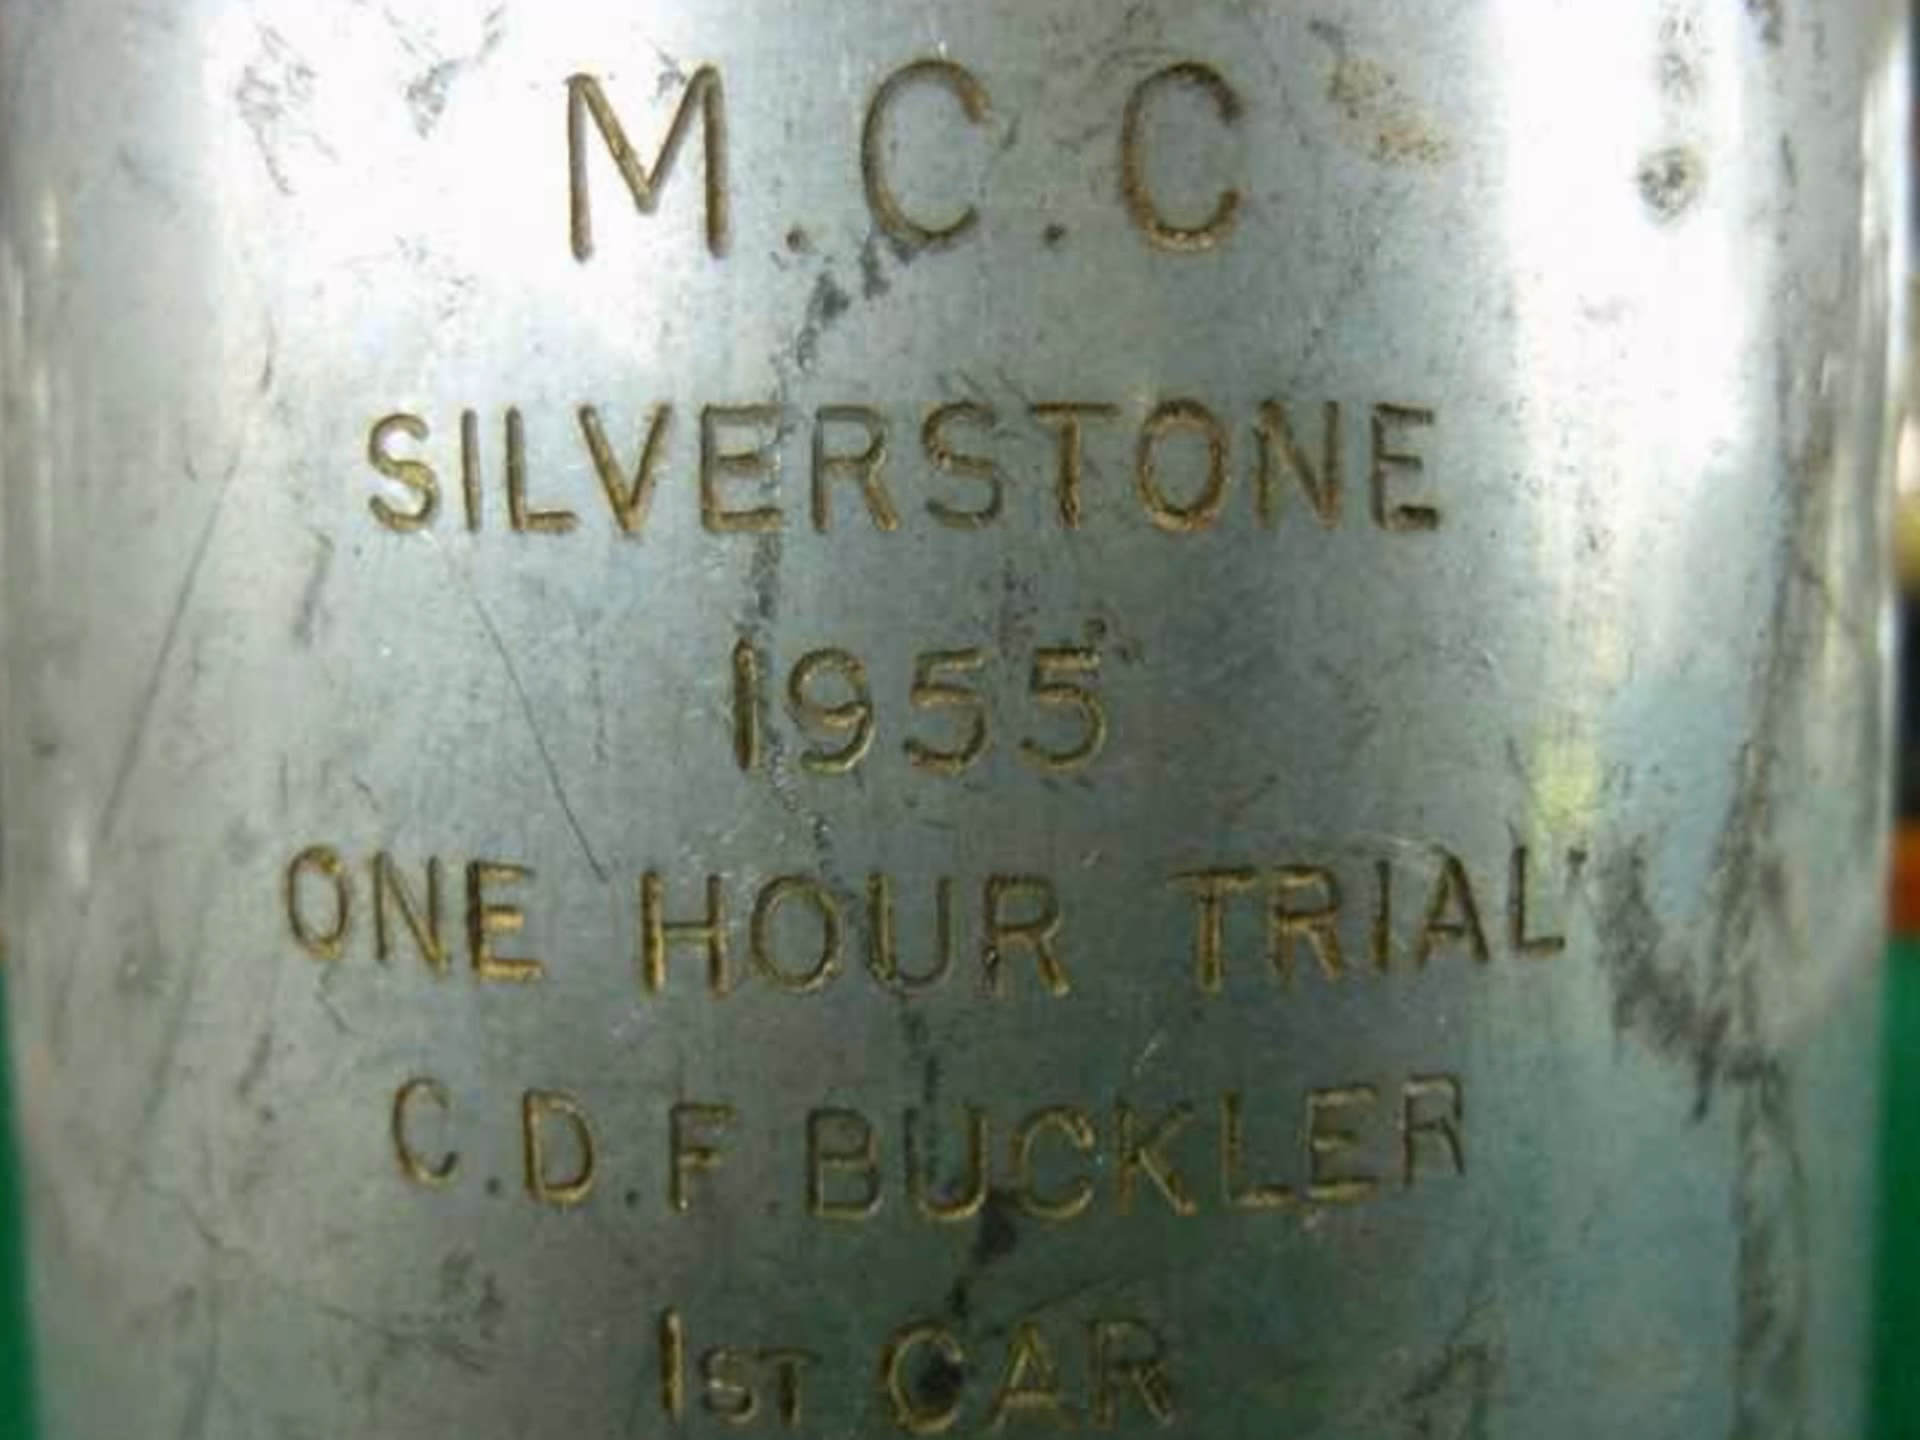 M.C.C
SILVERSTONE
1955
ONE HOUR TRIAL
C.D.F.BUCKLER
1ST CAR